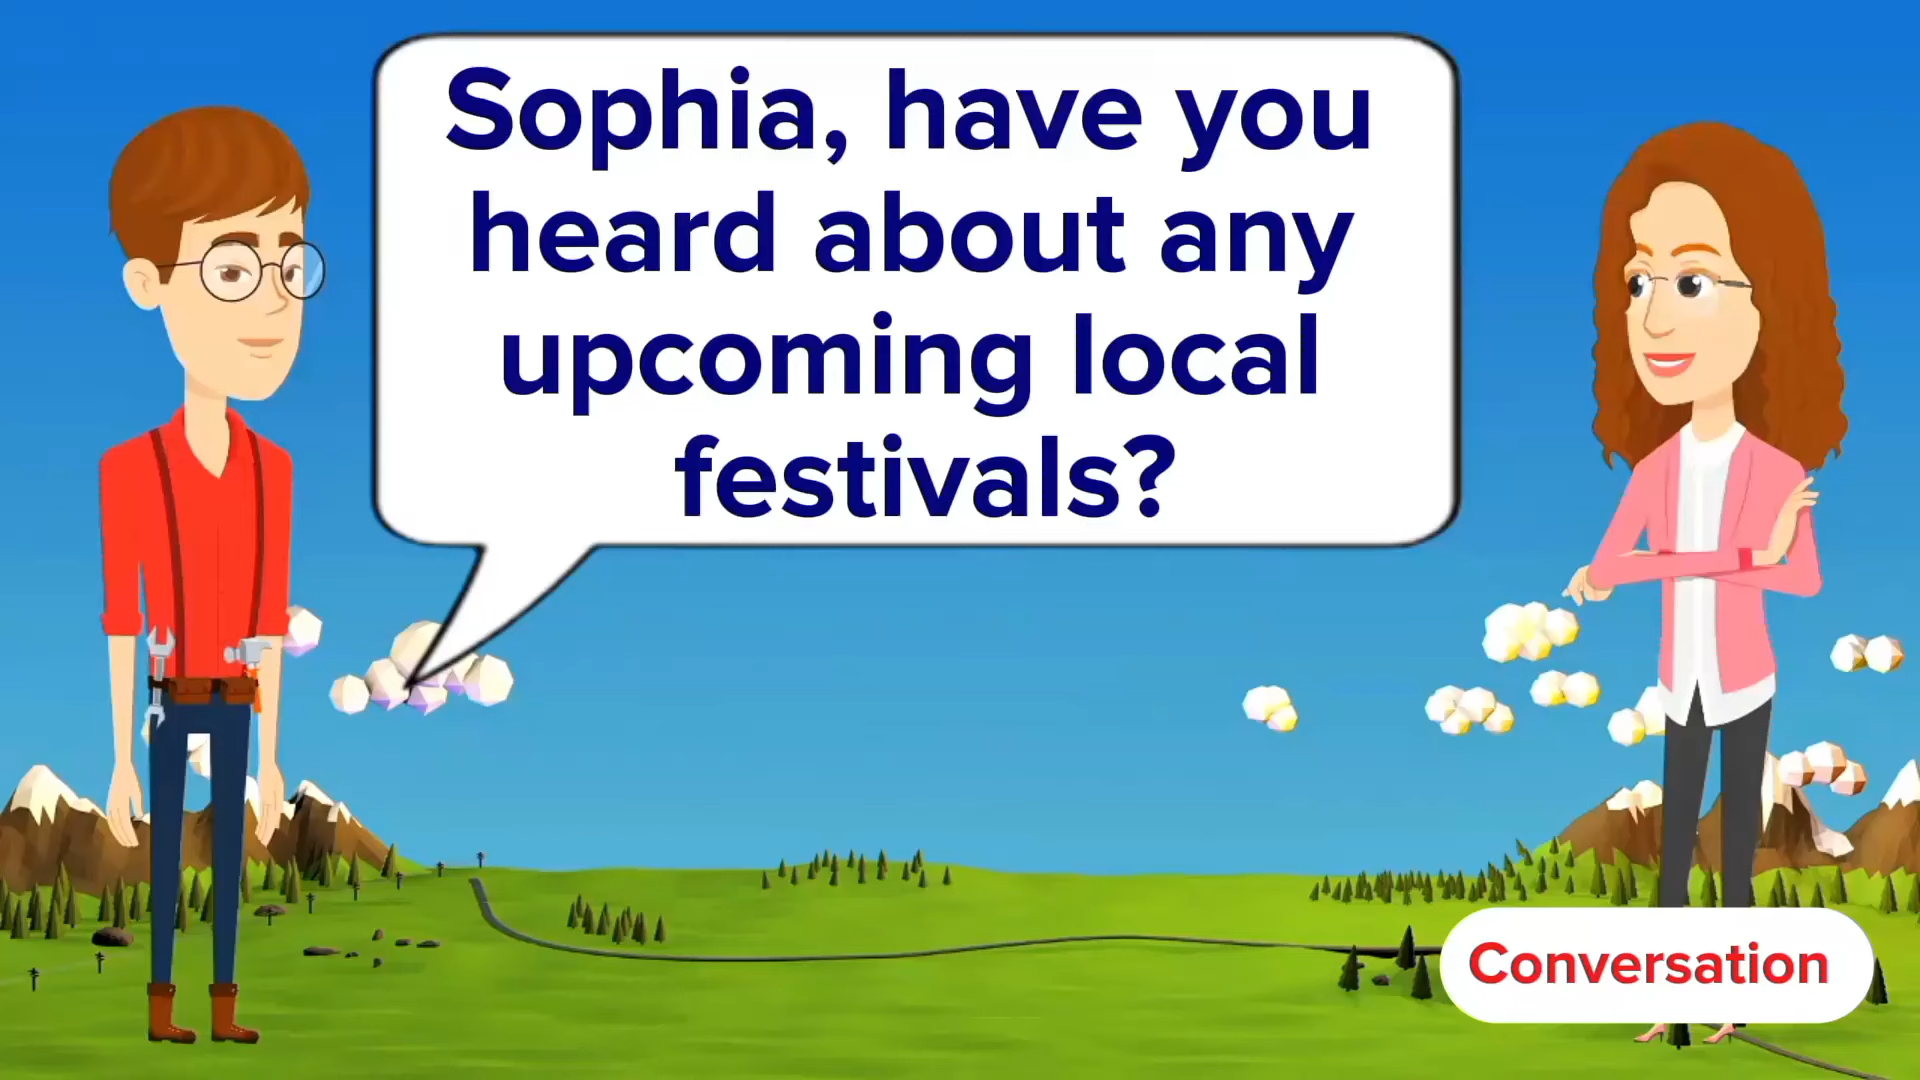 Sophia, have you
heard about any
upcoming local
festivals?
Conversation